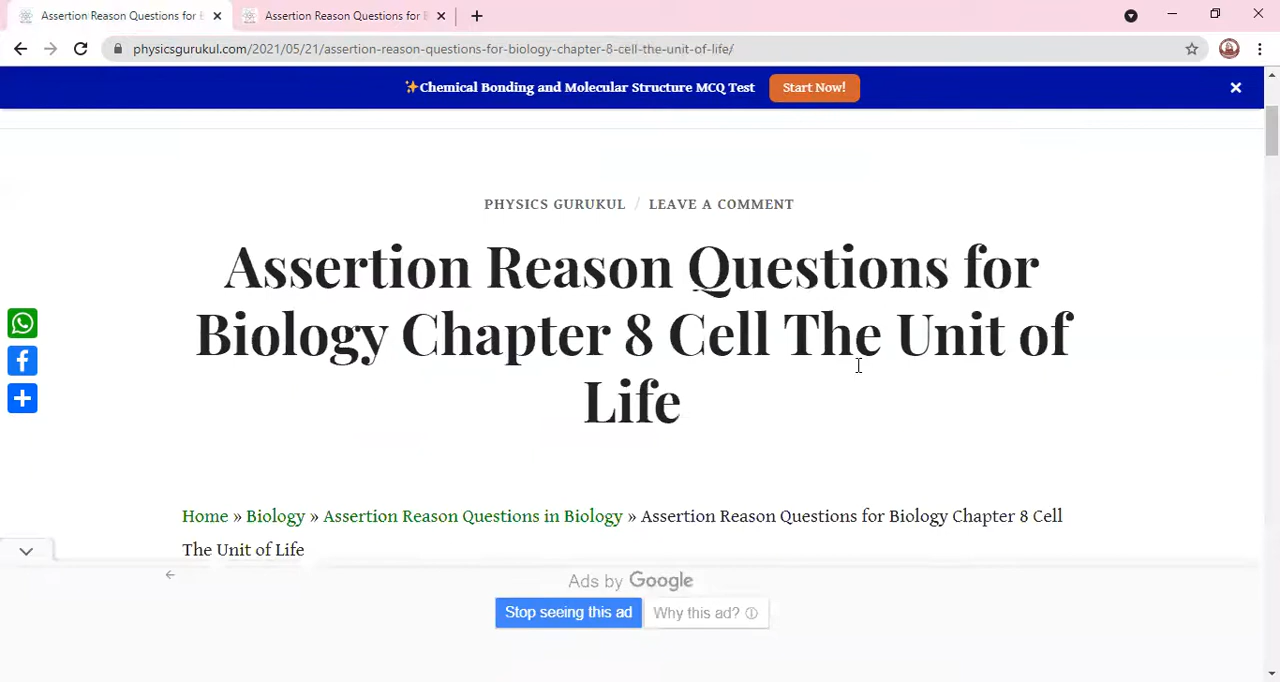 Assertion Reason Questions for
Assertion Reason Questions for
physicsgurukul.com/2021/05/21/assertion-reason-questions-for-biology-chapter-8-cell-the-unit-of-life/
✨Chemical Bonding and Molecular Structure MCQ Test Start Now!
PHYSICS GURUKUL / LEAVE A COMMENT
Assertion Reason Questions for
Biology Chapter 8 Cell The Unit of
Life
Home » Biology » Assertion Reason Questions in Biology » Assertion Reason Questions for Biology Chapter 8 Cell
The Unit of Life
Ads by Google
Stop seeing this ad Why this ad?